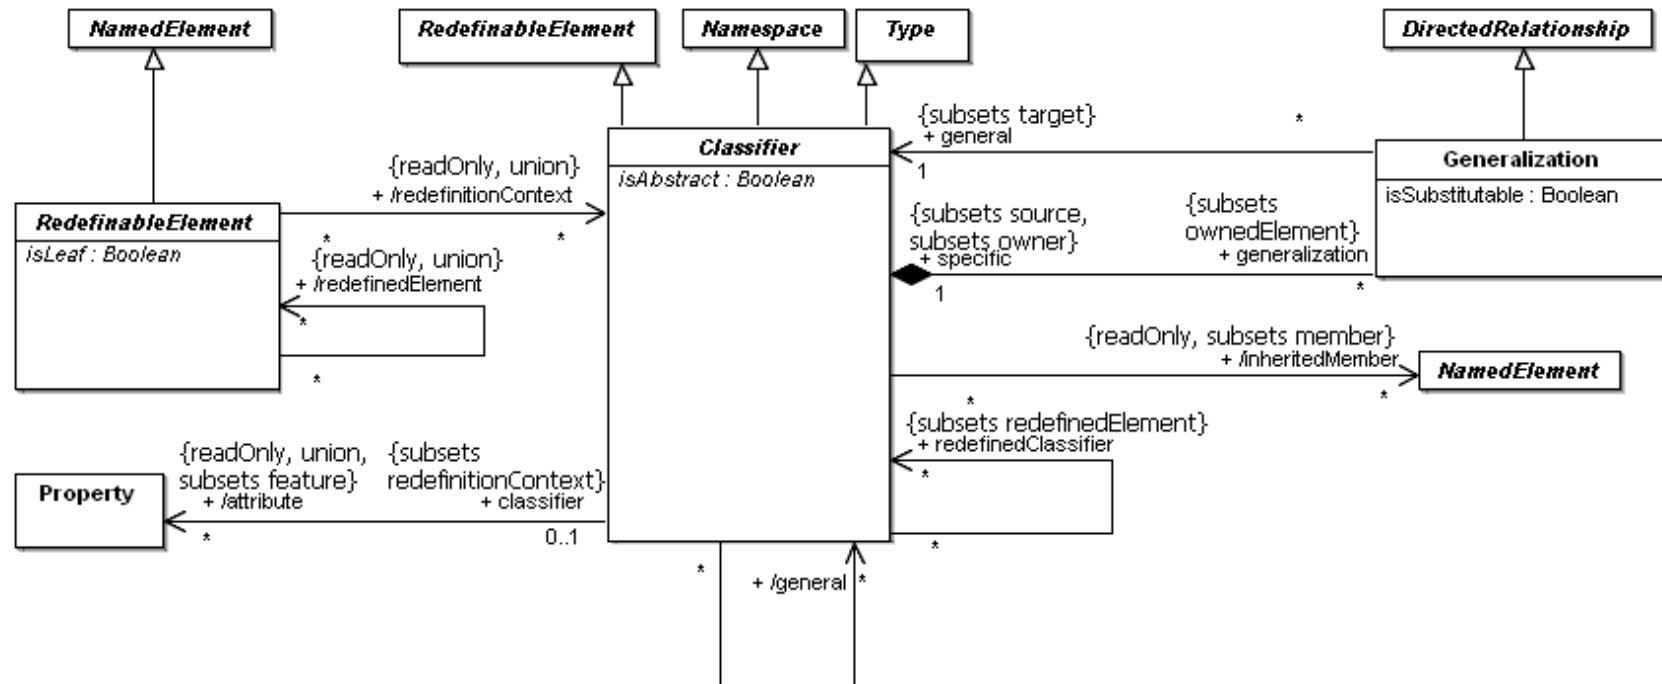 NamedElement
RedefinableElement
Namespace
Type
DirectedRelationship
{subsets target}
+ general
1
*
Classifier
isAbstract : Boolean
Generalization
isSubstitutable : Boolean
{readOnly, union}
+ /redefinitionContext
*
*
RedefinableElement
isLeaf : Boolean
{readOnly, union}
+ /redefinedElement
*
*
{subsets source,
subsets owner}
+ specific
1
{subsets
ownedElement}
+ generalization
*
{readOnly, subsets member}
+ /inheritedMember
*
*
NamedElement
{subsets redefinedElement}
+ redefinedClassifier
*
*
{readOnly, union,
subsets feature}
+ /attribute
*
{subsets
redefinitionContext}
+ classifier
0..1
Property
*
+ /general
*